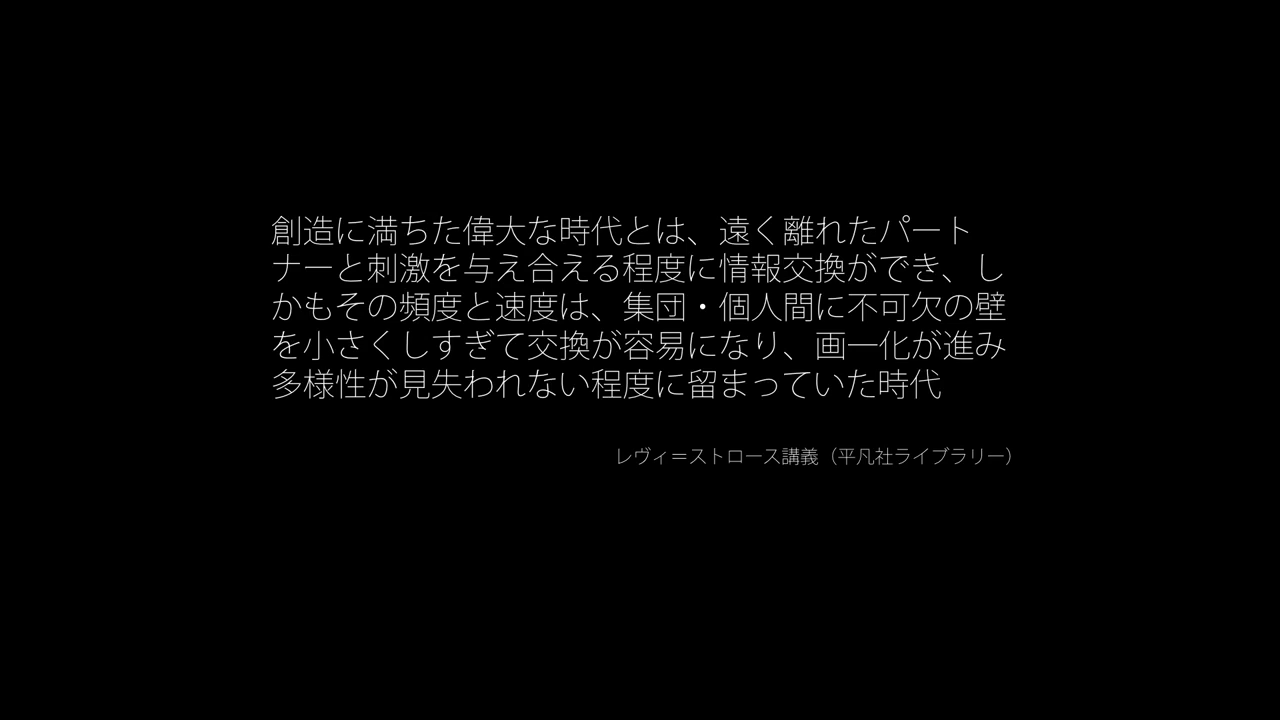 創造に満ちた偉大な時代とは、遠く離れたパート
ナーと刺激を与え合える程度に情報交換ができ、し
かもその頻度と速度は、集団・個人間に不可欠の壁
を小さくしすぎて交換が容易になり、画一化が進み
多様性が見失われない程度に留まっていた時代
レヴィ＝ストロース講義（平凡社ライブラリー）